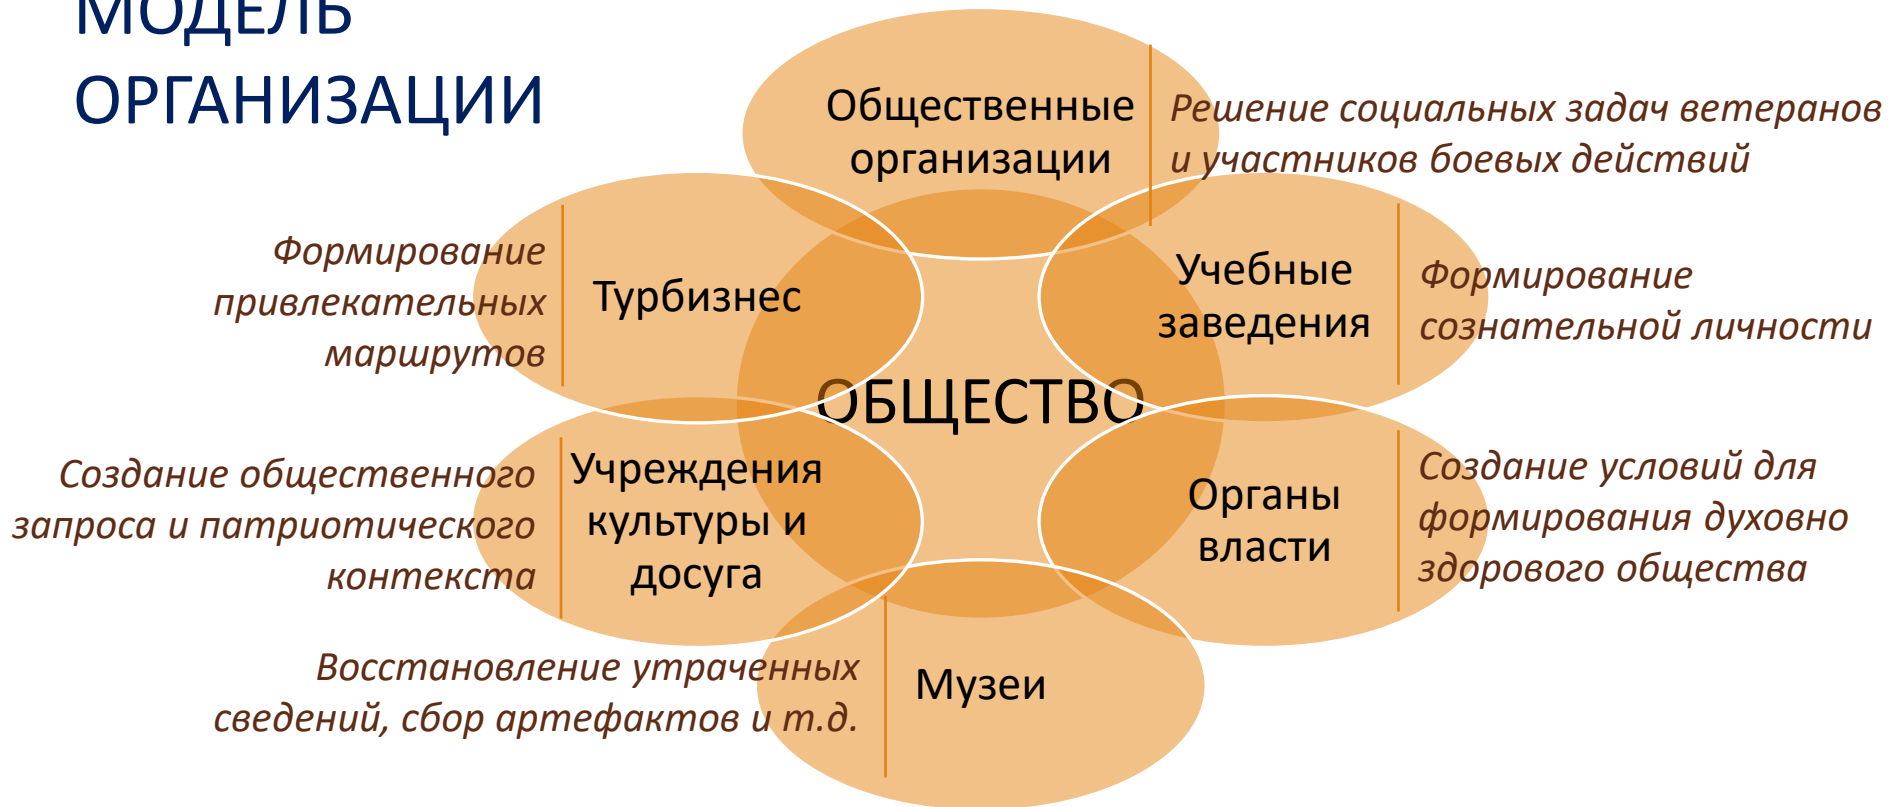 МОДЕЛЬ
ОРГАНИЗАЦИИ
Общественные
организации
Решение социальных задач ветеранов
и участников боевых действий
Формирование
привлекательных
маршрутов
Турбизнес
Учебные
заведения
Формирование
сознательной личности
ОБЩЕСТВО
Создание общественного
запроса и патриотического
контекста
Учреждения
культуры и
досуга
Органы
власти
Создание условий для
формирования духовно
здорового общества
Восстановление утраченных
сведений, сбор артефактов и т.д.
Музеи